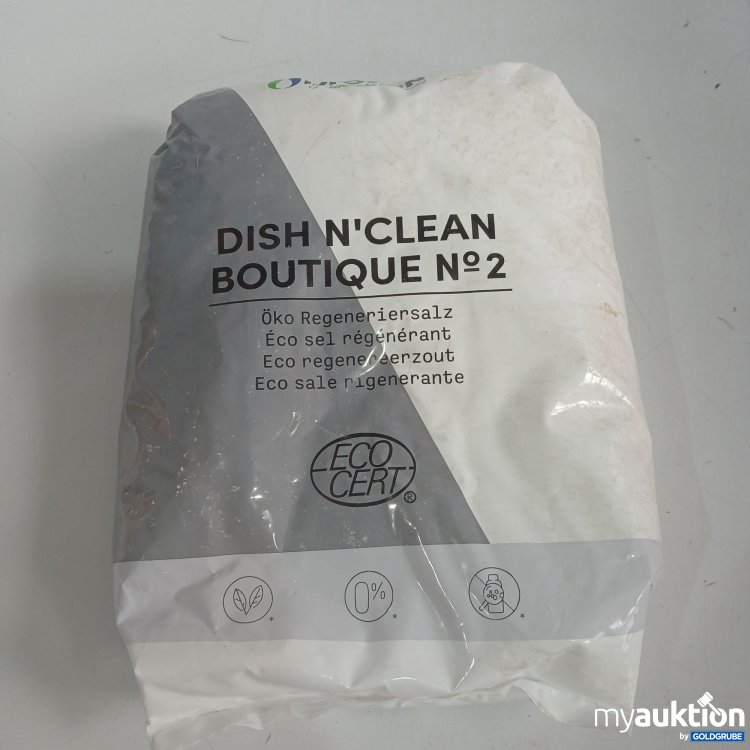 DISH N'CLEAN
BOUTIQUE Nº2
Öko Regeneriersalz
Éco sel régénérant
Eco regenereerzout
Eco sale rigenerante
ECO
CERT
®
0%
*
*
*
myauktion
by GOLDGRUBE